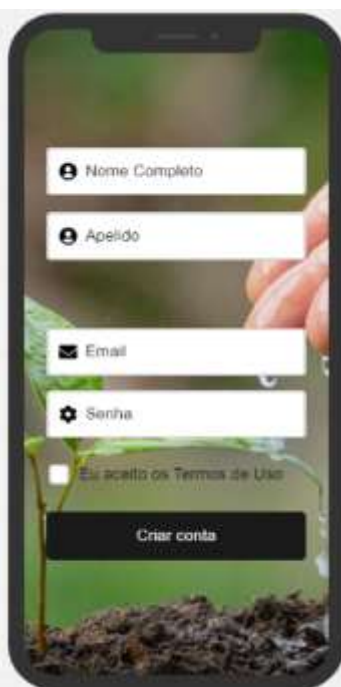 Nome Completo
Apelido
Email
Senha
Eu aceito os Termos de Uso
Criar conta